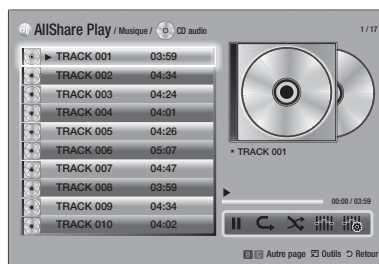 AllShare Play / Musique / CD audio 1 / 17
TRACK 001 03:59
TRACK 002 04:34
TRACK 003 04:24
TRACK 004 04:01
TRACK 005 04:26
TRACK 006 05:07
TRACK 007 04:47
TRACK 008 03:59
TRACK 009 04:34
TRACK 010 04:02
* TRACK 001
00:00 / 03:59
B C Autre page Outils Retour